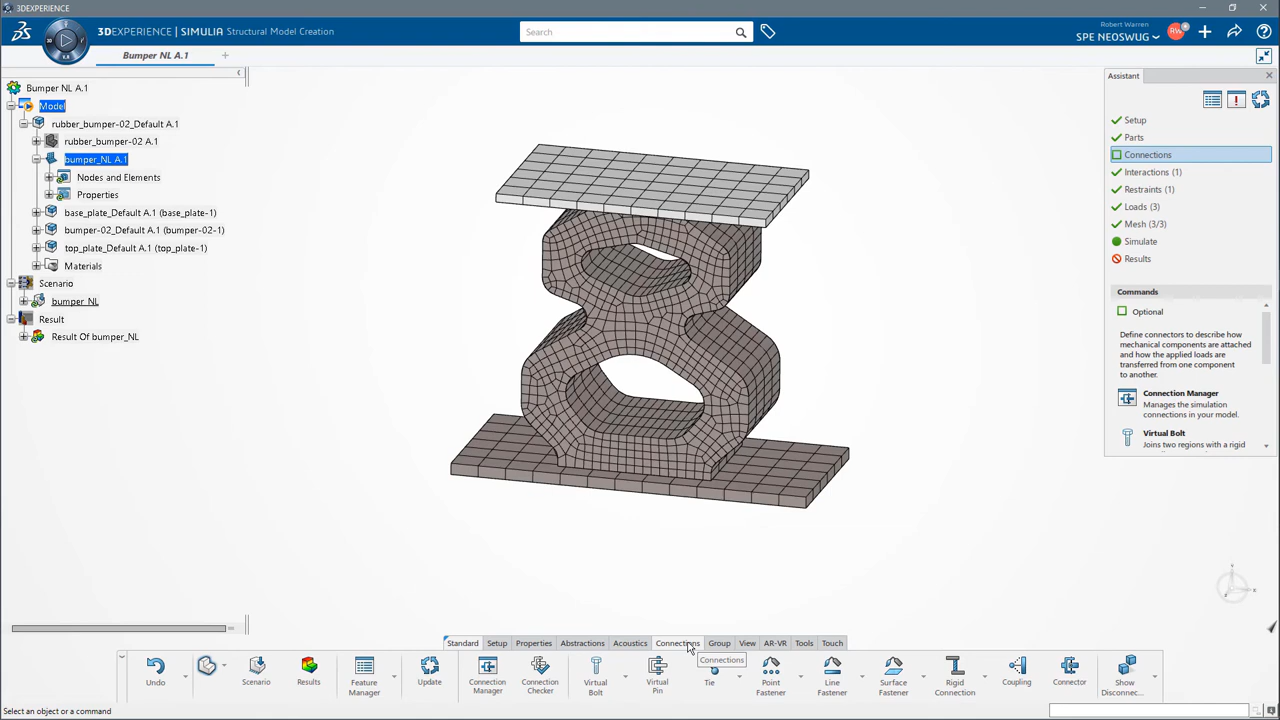 3DEXPERIENCE
3DEXPERIENCE | SIMULIA Structural Model Creation
Search
Robert Warren
SPE NEOSWUG
RW
Bumper NL A.1
Bumper NL A.1
Model
rubber_bumper-02_Default A.1
rubber_bumper-02 A.1
bumper_NL A.1
Nodes and Elements
Properties
base_plate_Default A.1 (base_plate-1)
bumper-02_Default A.1 (bumper-02-1)
top_plate_Default A.1 (top_plate-1)
Materials
Scenario
bumper_NL
Result
Result Of bumper_NL
Assistant
Setup
Parts
Connections
Interactions (1)
Restraints (1)
Loads (3)
Mesh (3/3)
Simulate
Results
Commands
Optional
Define connectors to describe how
mechanical components are attached
and how the applied loads are
transferred from one component
to another.
Connection Manager
Manages the simulation
connections in your model.
Virtual Bolt
Joins two regions with a rigid
Standard Setup Properties Abstractions Acoustics Connections Group View AR-VR Tools Touch
Connections
Undo
Scenario
Results
Feature
Manager
Update
Connection
Manager
Connection
Checker
Virtual
Bolt
Virtual
Pin
Tie
Point
Fastener
Line
Fastener
Surface
Fastener
Rigid
Connection
Coupling
Connector
Show
Disconnec...
Select an object or a command